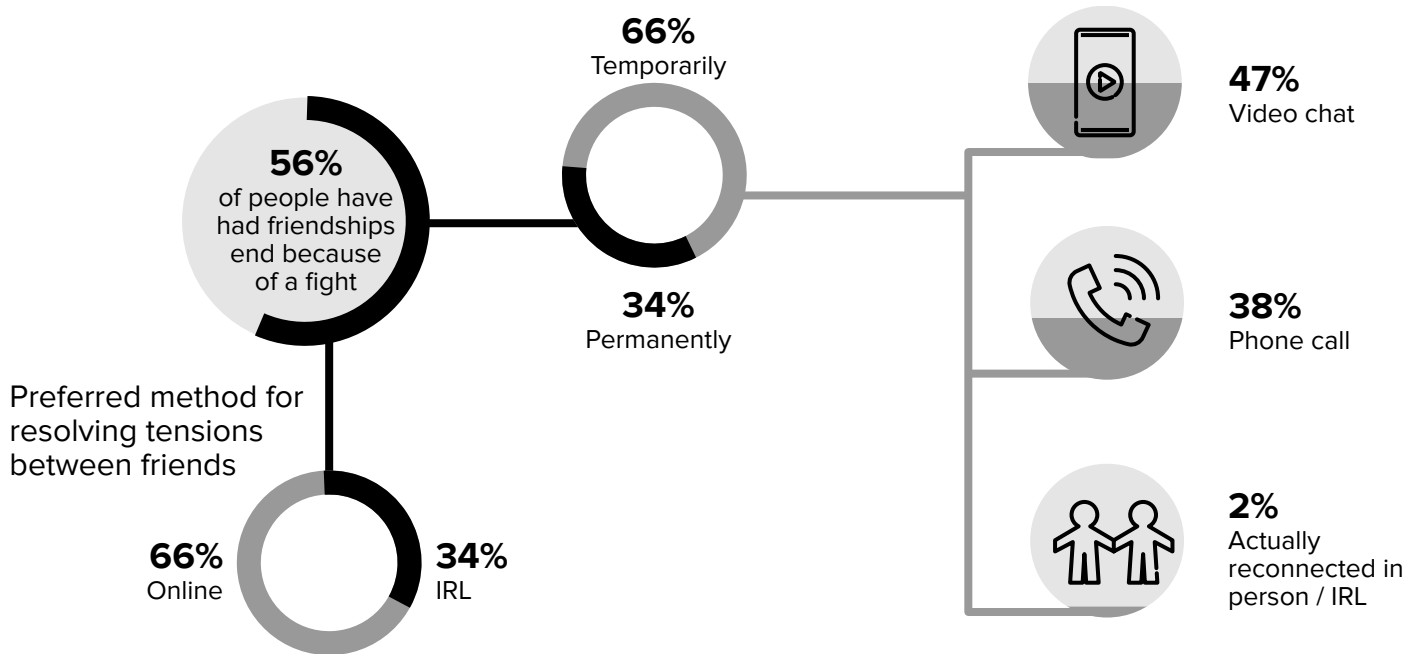 56%
of people have
had friendships
end because
of a fight
66%
Temporarily
34%
Permanently
47%
Video chat
38%
Phone call
2%
Actually
reconnected in
person / IRL
Preferred method for
resolving tensions
between friends
66%
Online
34%
IRL